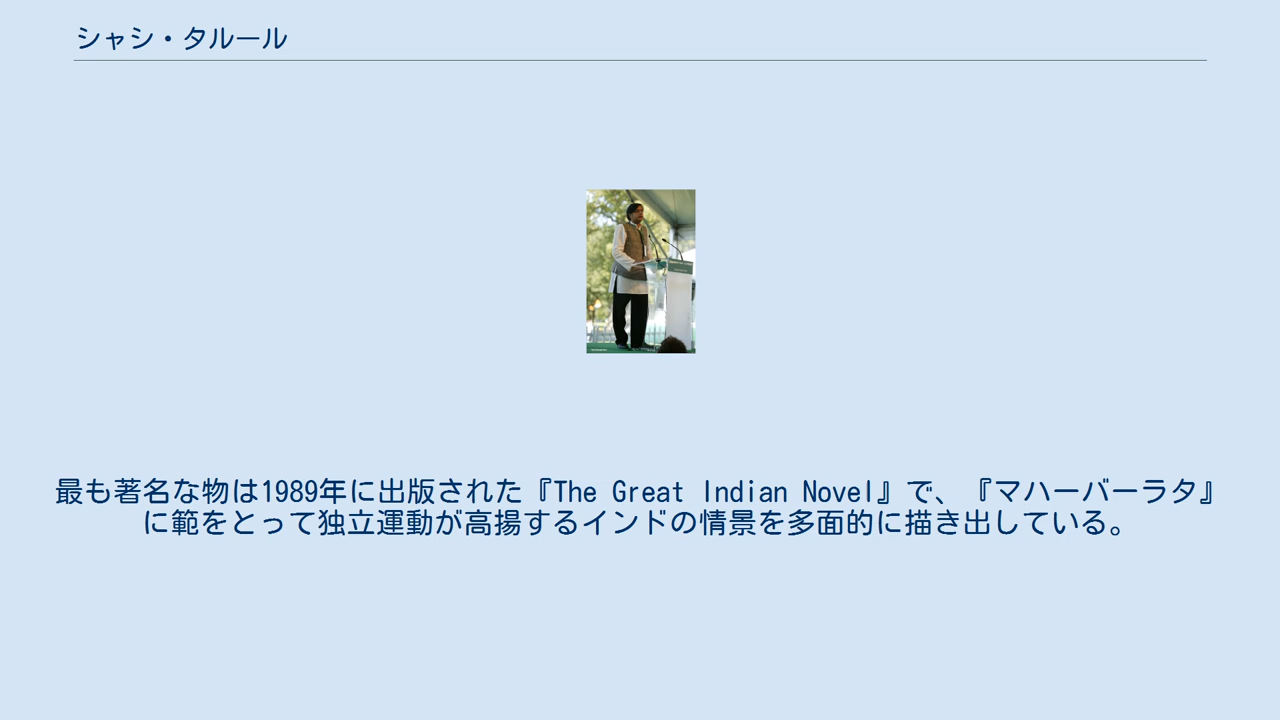 シャシ・タルール
最も著名な物は1989年に出版された『The Great Indian Novel』で、『マハーバーラタ』
に範をとって独立運動が高揚するインドの情景を多面的に描き出している。